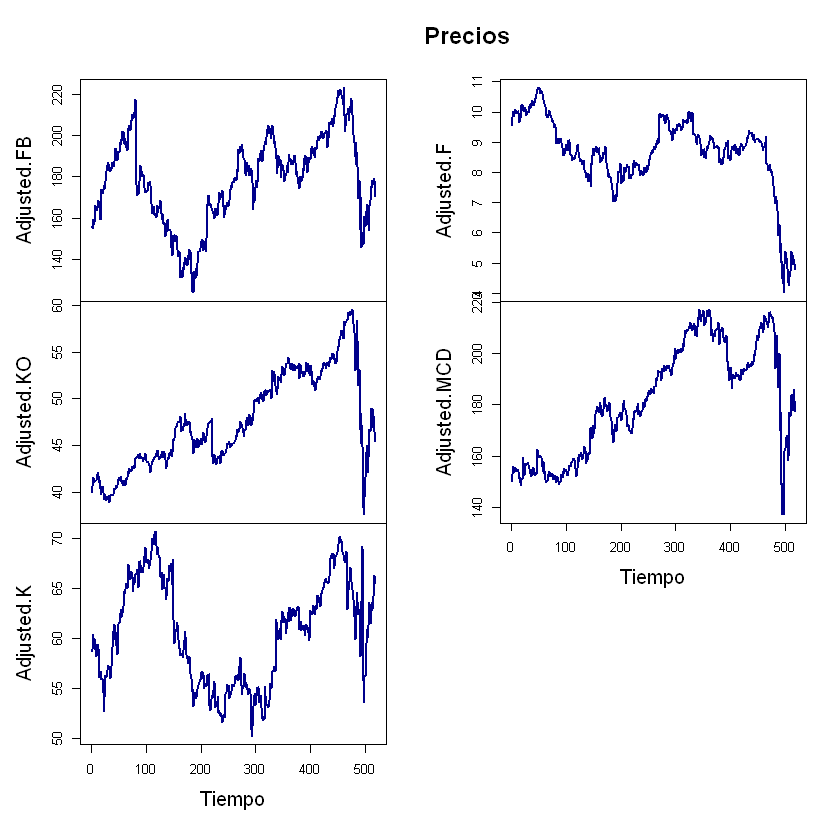 Precios
Adjusted.FB
140 160 180 200 220
Adjusted.KO
40 45 50 55 60
Adjusted.K
50 55 60 65 70
0 100 200 300 400 500
Tiempo
Adjusted.F
4 5 6 7 8 9 10 11
Adjusted.MCD
140 160 180 200 220
0 100 200 300 400 500
Tiempo